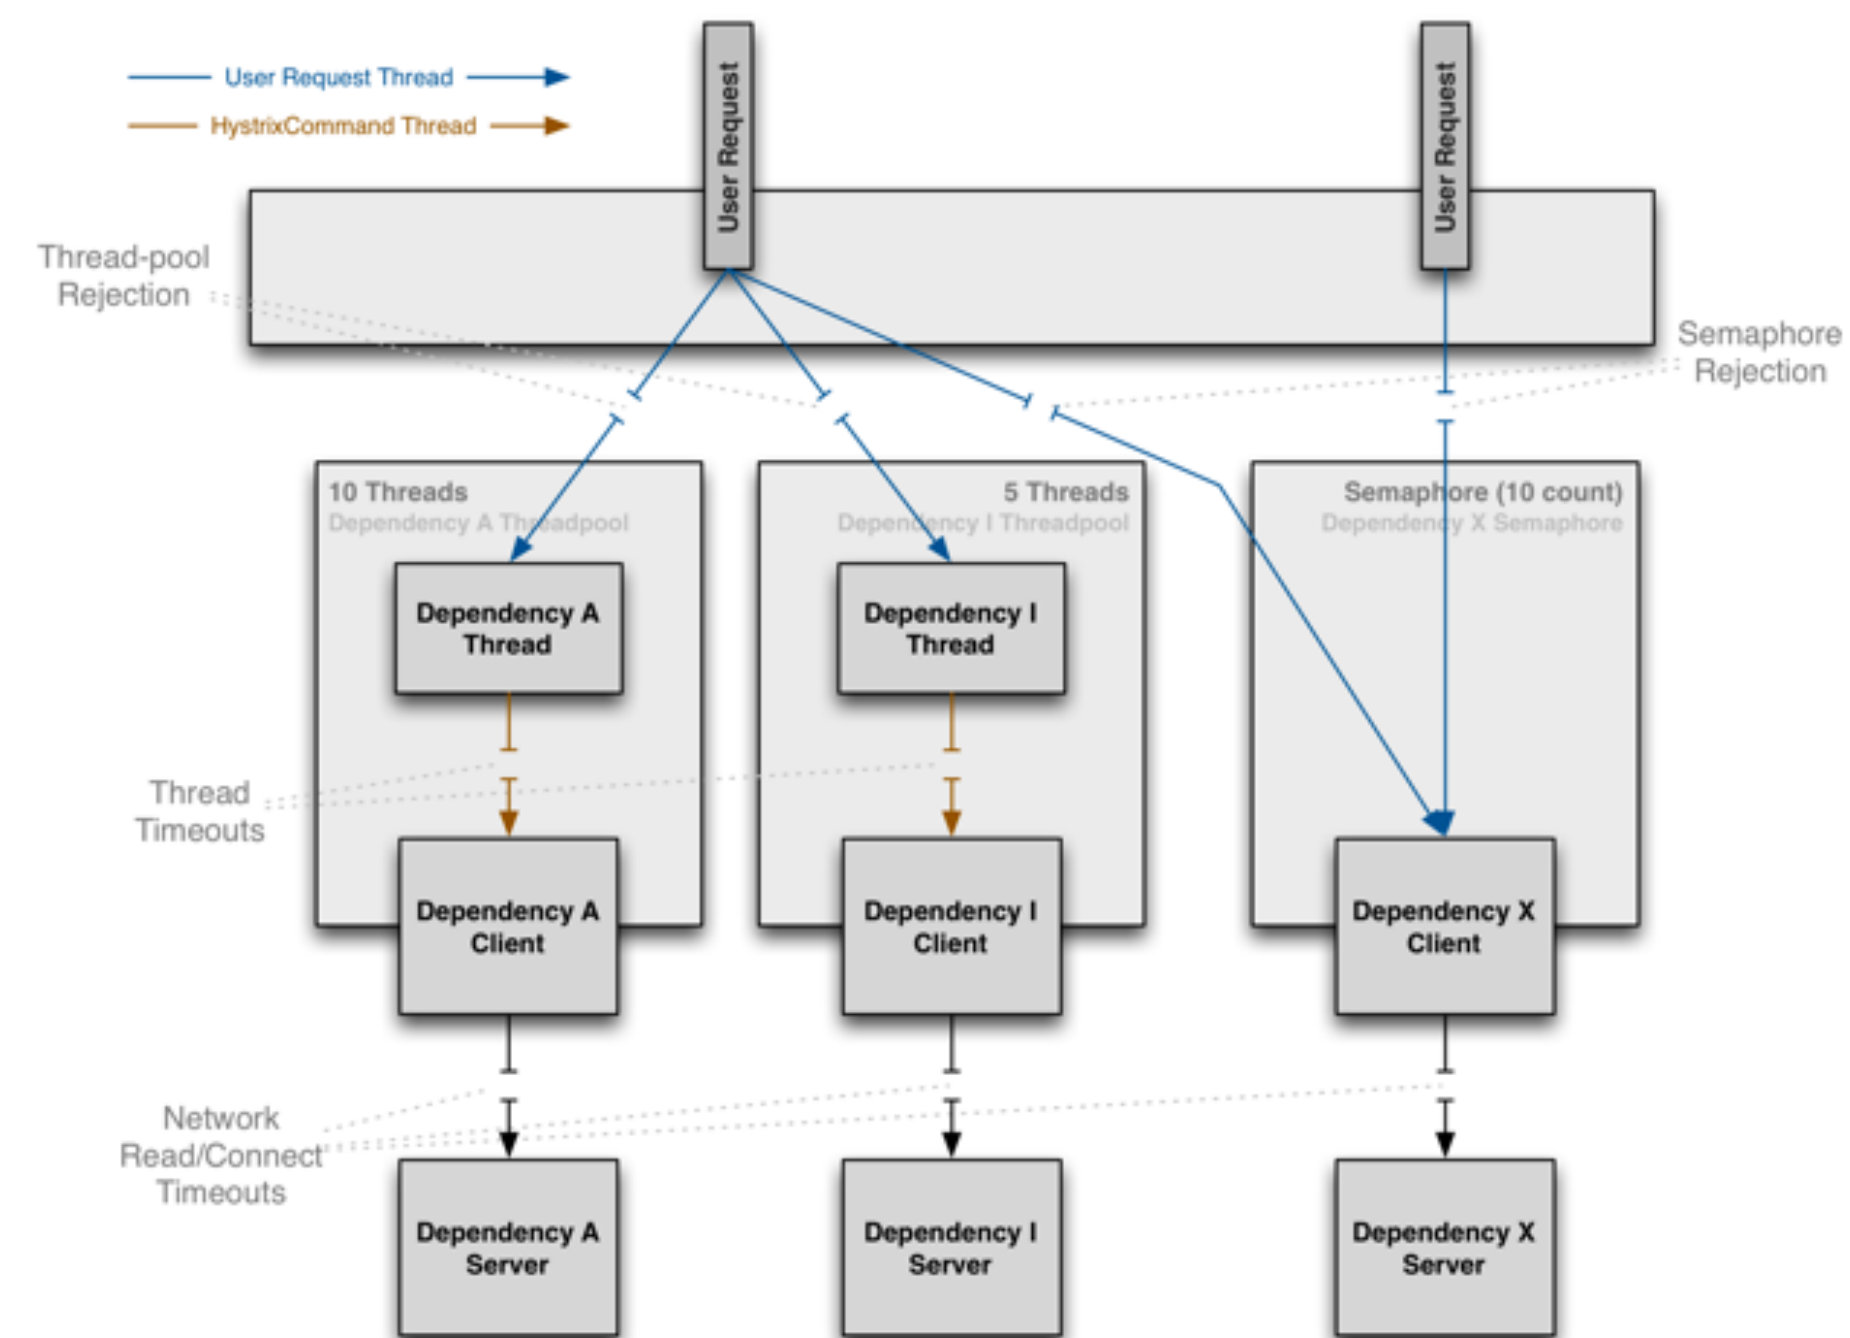 User Request Thread
HystrixCommand Thread
User Request
User Request
Thread-pool
Rejection
Semaphore
Rejection
10 Threads
Dependency A Threadpool
5 Threads
Dependency I Threadpool
Semaphore (10 count)
Dependency X Semaphore
Dependency A
Thread
Dependency I
Thread
Thread
Timeouts
Dependency A
Client
Dependency I
Client
Dependency X
Client
Network
Read/Connect
Timeouts
Dependency A
Server
Dependency I
Server
Dependency X
Server